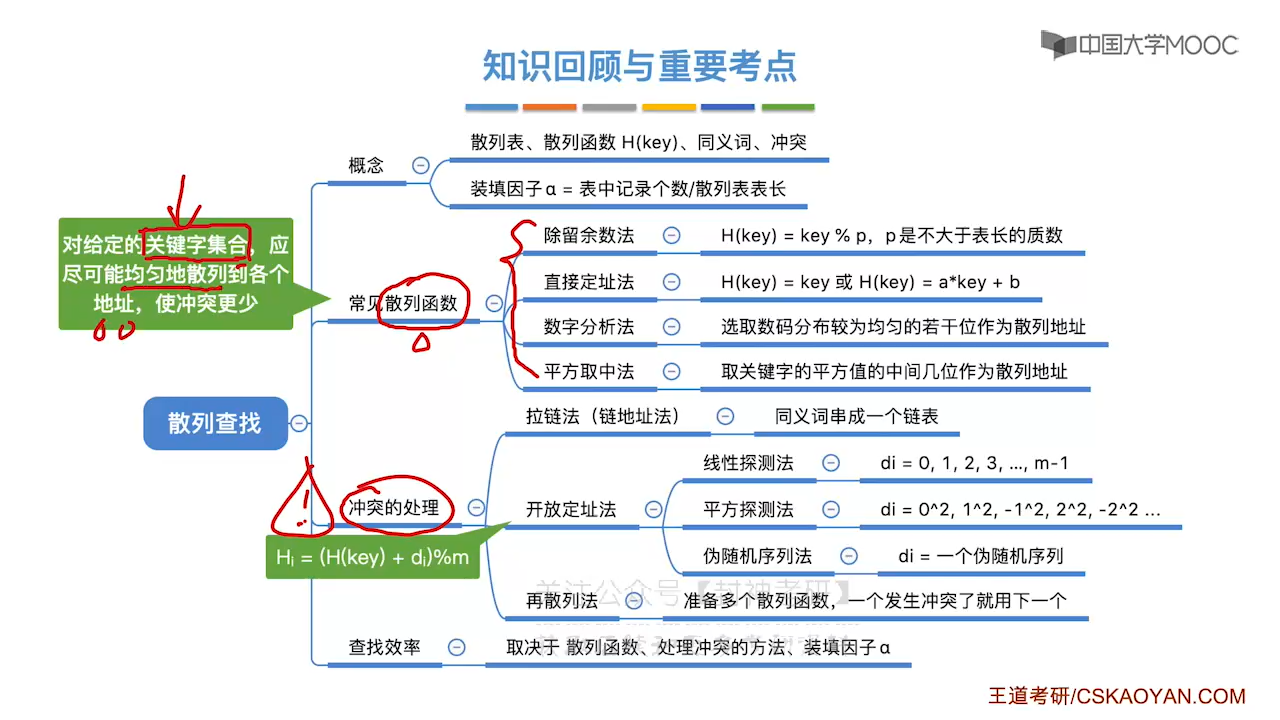 中国大学MOOC
知识回顾与重要考点
概念
散列表、散列函数 H(key)、同义词、冲突
装填因子α = 表中记录个数/散列表表长
对给定的关键字集合，应
尽可能均匀地散列到各个
地址，使冲突更少
常见散列函数
除留余数法
H(key) = key % p，p是不大于表长的质数
直接定址法
H(key) = key 或 H(key) = a*key + b
数字分析法
选取数码分布较为均匀的若干位作为散列地址
平方取中法
取关键字的平方值的中间几位作为散列地址
散列查找
冲突的处理
拉链法（链地址法）
同义词串成一个链表
开放定址法
Hᵢ = (H(key) + dᵢ)%m
线性探测法
di = 0, 1, 2, 3, ..., m-1
平方探测法
di = 0^2, 1^2, -1^2, 2^2, -2^2 ...
伪随机序列法
di = 一个伪随机序列
关注公众号【封神考研】
再散列法
准备多个散列函数，一个发生冲突了就用下一个
查找效率
取决于 散列函数、处理冲突的方法、装填因子α
王道考研/CSKAOYAN.COM